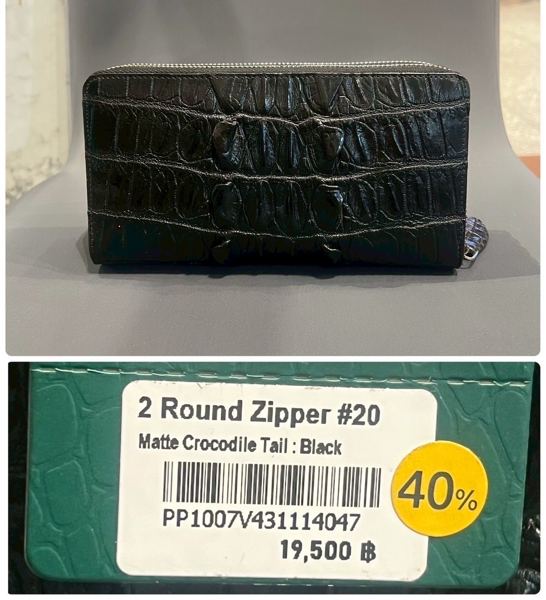 2 Round Zipper #20
Matte Crocodile Tail : Black
PP1007V431114047
19,500 ฿
40%